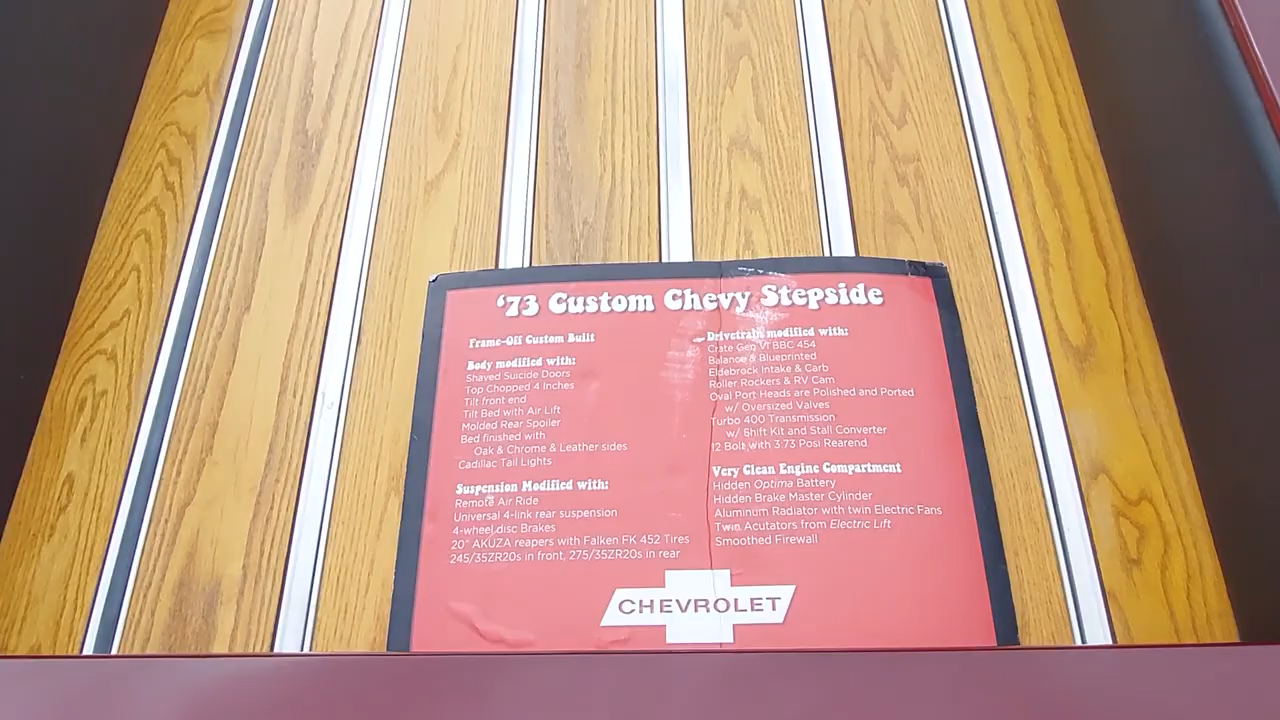 '73 Custom Chevy Stepside
Frame-Off Custom Built
Body modified with:
Shaved Suicide Doors
Top Chopped 4 Inches
Tilt front end
Tilt Bed with Air Lift
Molded Rear Spoiler
Bed finished with
Oak & Chrome & Leather sides
Cadillac Tail Lights
Suspension Modified with:
Remote Air Ride
Universal 4-link rear suspension
4-wheel disc Brakes
20" AKUZA reapers with Falken FK 452 Tires
245/35ZR20s in front, 275/35ZR20s in rear
Drivetrain modified with:
Crate Gen VI BBC 454
Balance & Blueprinted
Eldebrock Intake & Carb
Roller Rockers & RV Cam
Oval Port Heads are Polished and Ported
w/ Oversized Valves
Turbo 400 Transmission
w/ Shift Kit and Stall Converter
12 Bolt with 3:73 Posi Rearend
Very Clean Engine Compartment
Hidden Optima Battery
Hidden Brake Master Cylinder
Aluminum Radiator with twin Electric Fans
Twin Acutators from Electric Lift
Smoothed Firewall
CHEVROLET